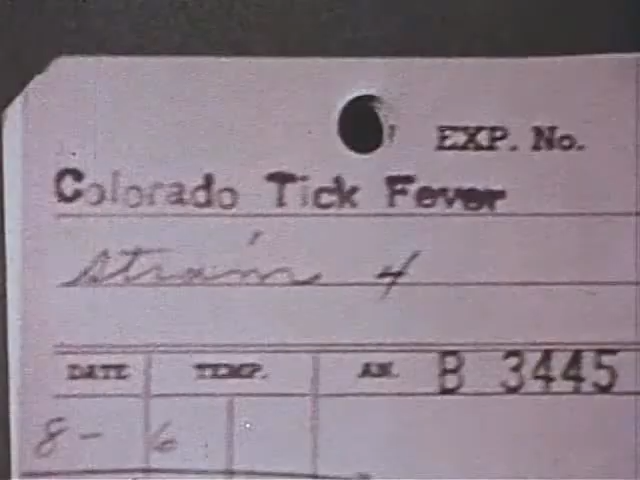 EXP. No.
Colorado Tick Fever
strain 4
DATE TEMP. AN. B 3445
8- 6